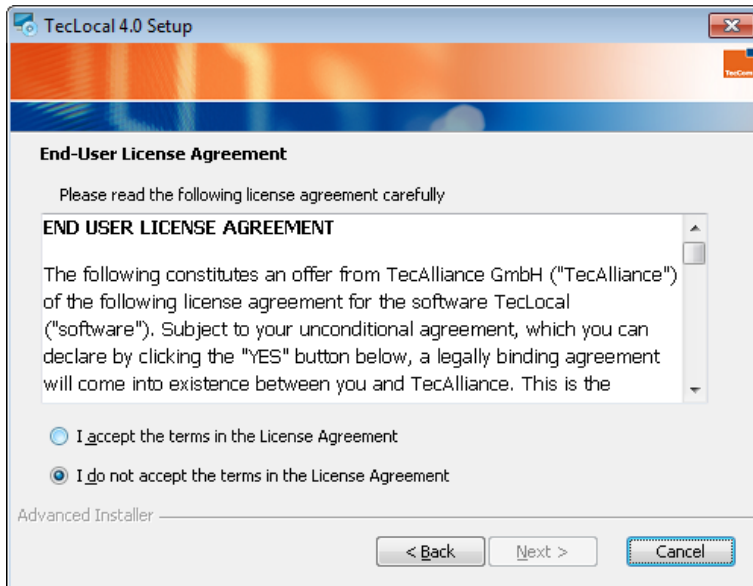 TecLocal 4.0 Setup
TecCom
End-User License Agreement
Please read the following license agreement carefully
END USER LICENSE AGREEMENT
The following constitutes an offer from TecAlliance GmbH ("TecAlliance")
of the following license agreement for the software TecLocal
("software"). Subject to your unconditional agreement, which you can
declare by clicking the "YES" button below, a legally binding agreement
will come into existence between you and TecAlliance. This is the
I accept the terms in the License Agreement
I do not accept the terms in the License Agreement
Advanced Installer
< Back
Next >
Cancel